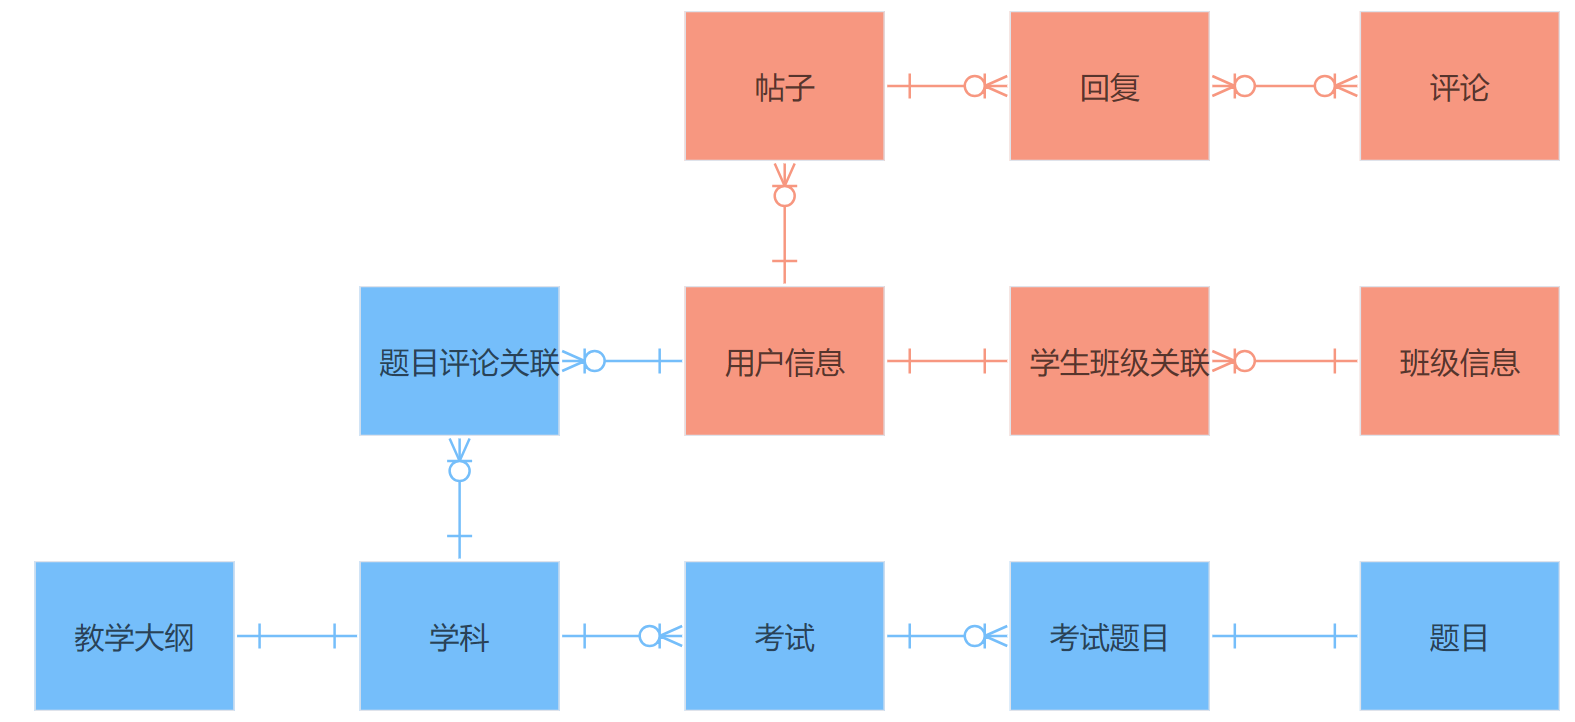 帖子
回复
评论
题目评论关联
用户信息
学生班级关联
班级信息
教学大纲
学科
考试
考试题目
题目